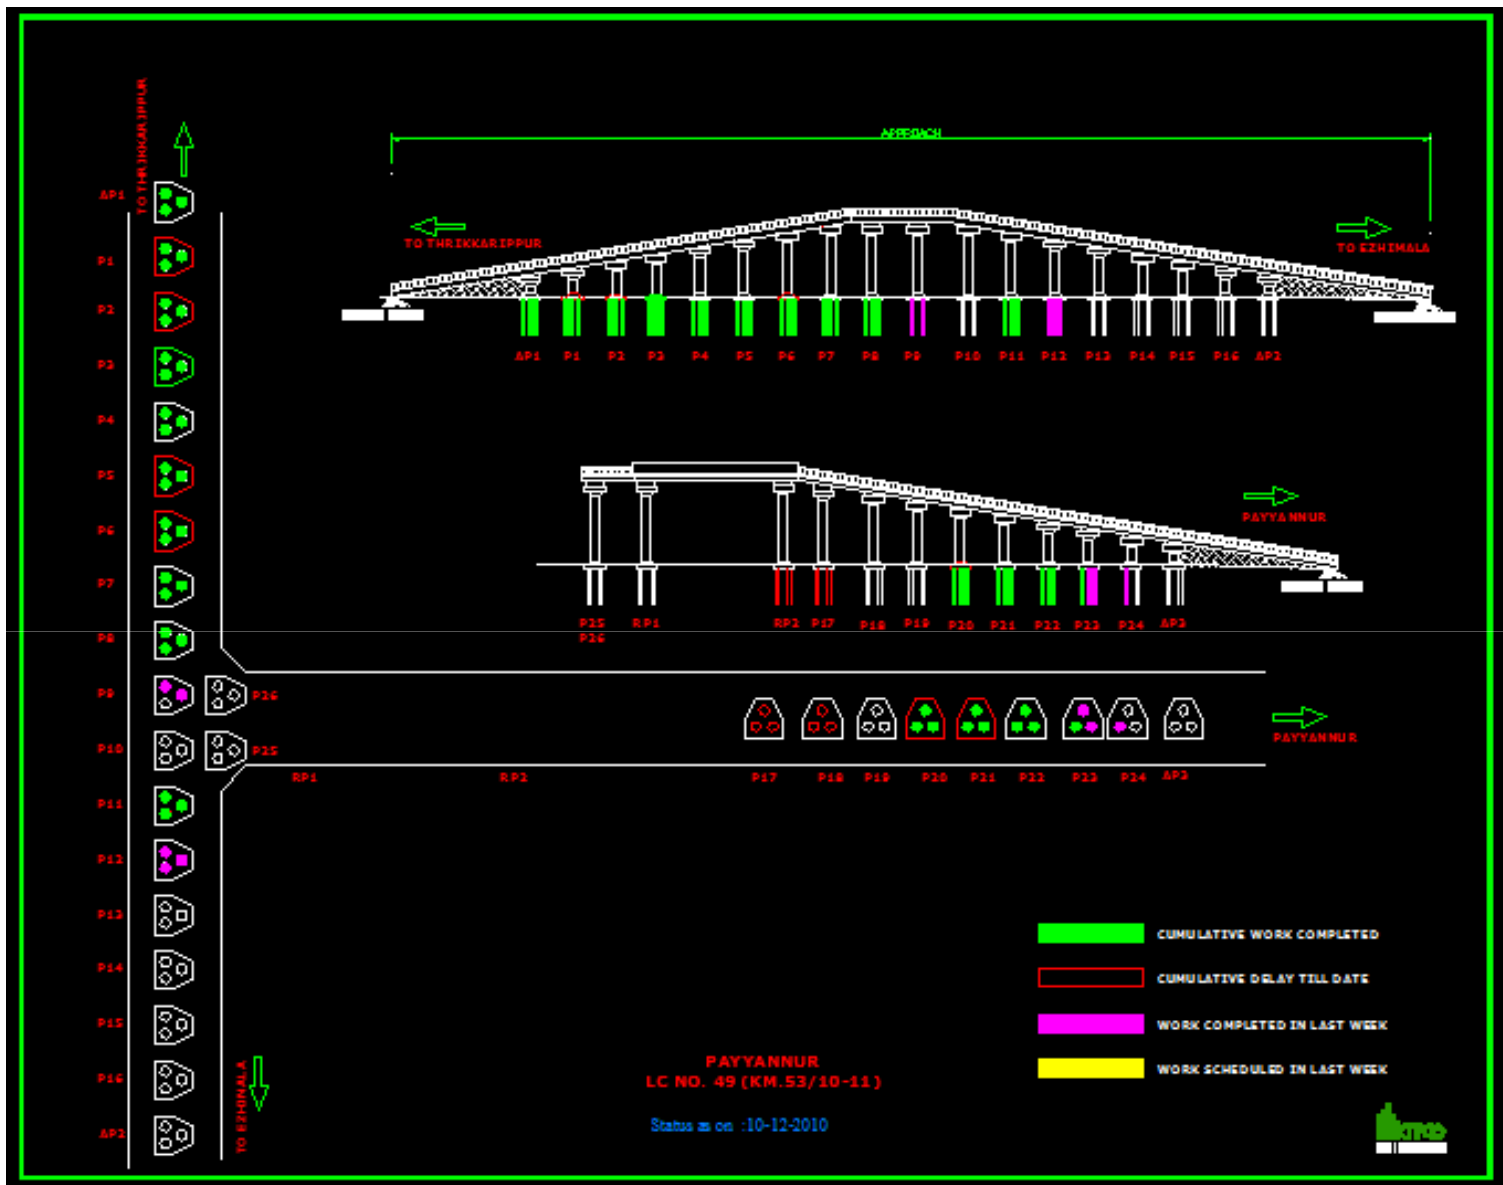 APPROACH
TO THRIKKARIPPUR
TO THRIKKARIPPUR
TO EZHIMALA
AP1
P1
P2
P3
P4
P5
P6
P7
P8
P9
P10
P11
P12
P13
P14
P15
P16
AP2
AP1 P1 P2 P3 P4 P5 P6 P7 P8 P9 P10 P11 P12 P13 P14 P15 P16 AP2
PAYYANNUR
P25 RP1 RP2 P17 P18 P19 P20 P21 P22 P23 P24 AP3
P26
P26
P25
PAYYANNUR
RP1 RP2 P17 P18 P19 P20 P21 P22 P23 P24 AP3
CUMULATIVE WORK COMPLETED
CUMULATIVE DELAY TILL DATE
WORK COMPLETED IN LAST WEEK
WORK SCHEDULED IN LAST WEEK
TO EZHIMALA
PAYYANNUR
LC NO. 49 (KM.53/10-11)
Status as on :10-12-2010